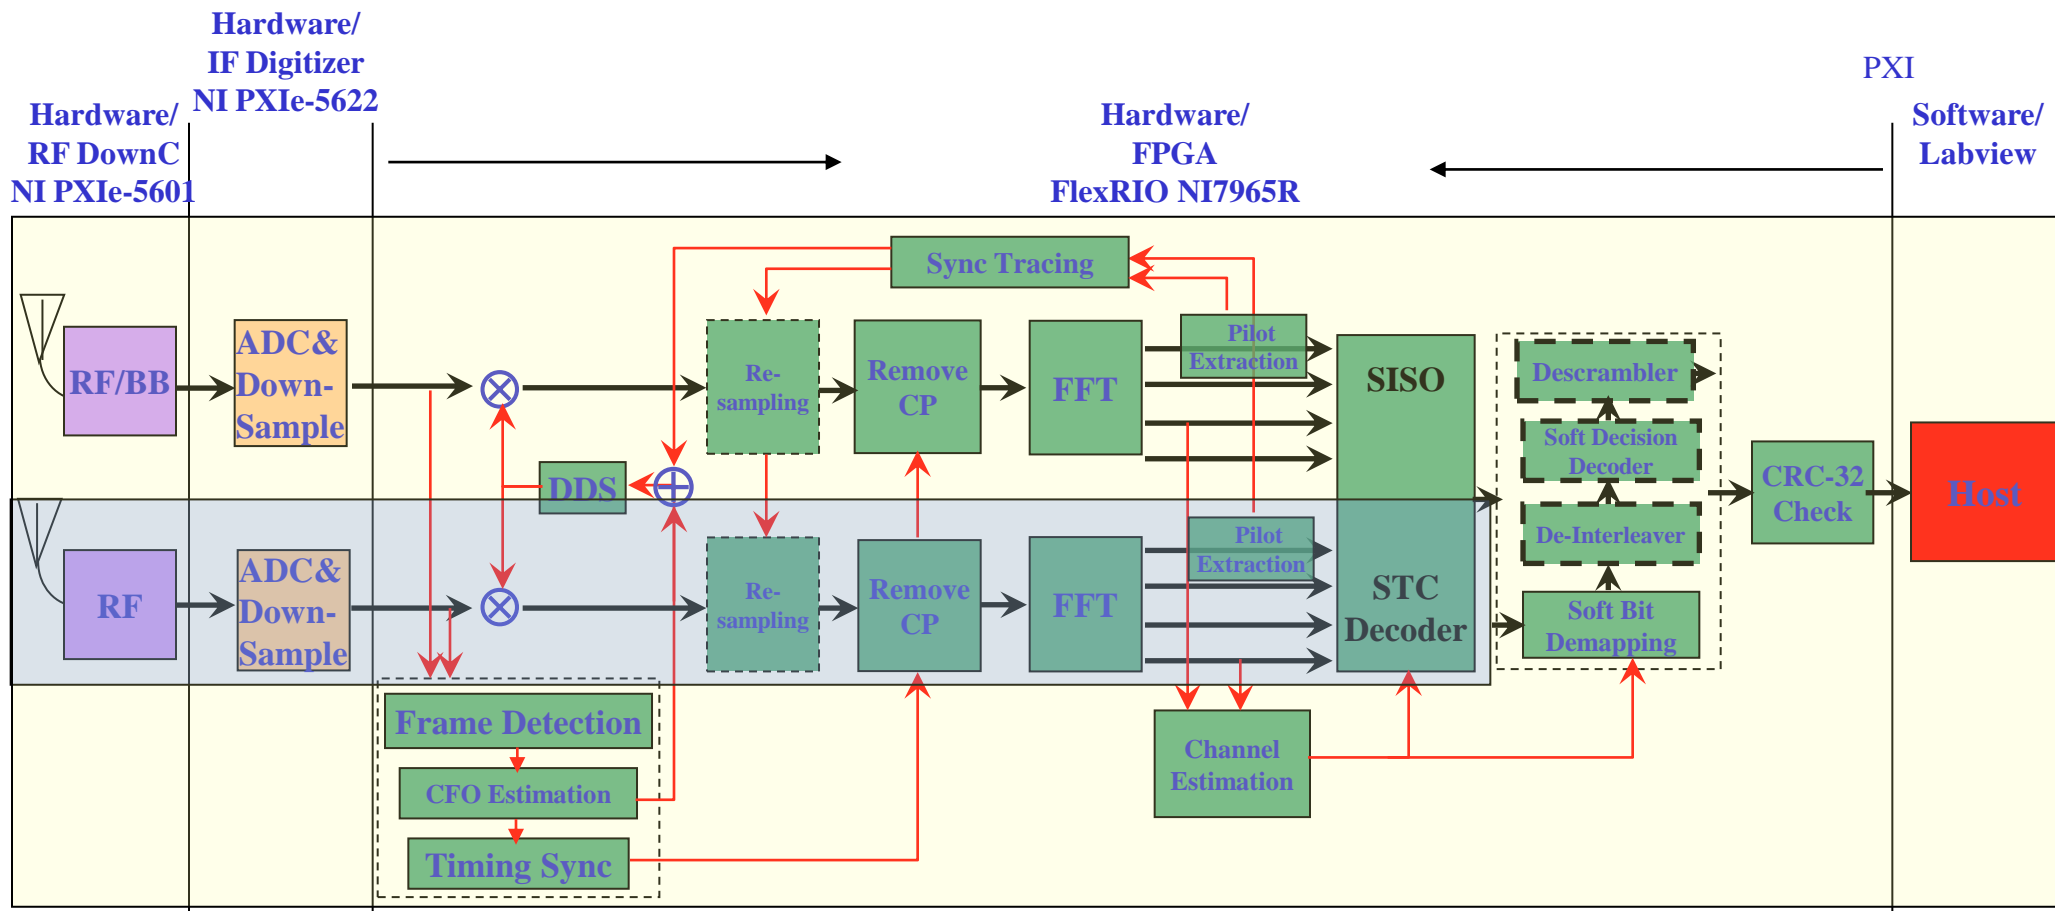 Hardware/
IF Digitizer
NI PXIe-5622
Hardware/
RF DownC
NI PXIe-5601
Hardware/
FPGA
FlexRIO NI7965R
PXI
Software/
Labview
Sync Tracing
RF/BB
ADC&
Down-
Sample
Re-
sampling
Remove
CP
FFT
Pilot
Extraction
SISO
Descrambler
Soft Decision
Decoder
De-Interleaver
Soft Bit
Demapping
CRC-32
Check
Host
DDS
RF
ADC&
Down-
Sample
Re-
sampling
Remove
CP
FFT
Pilot
Extraction
STC
Decoder
Frame Detection
CFO Estimation
Timing Sync
Channel
Estimation